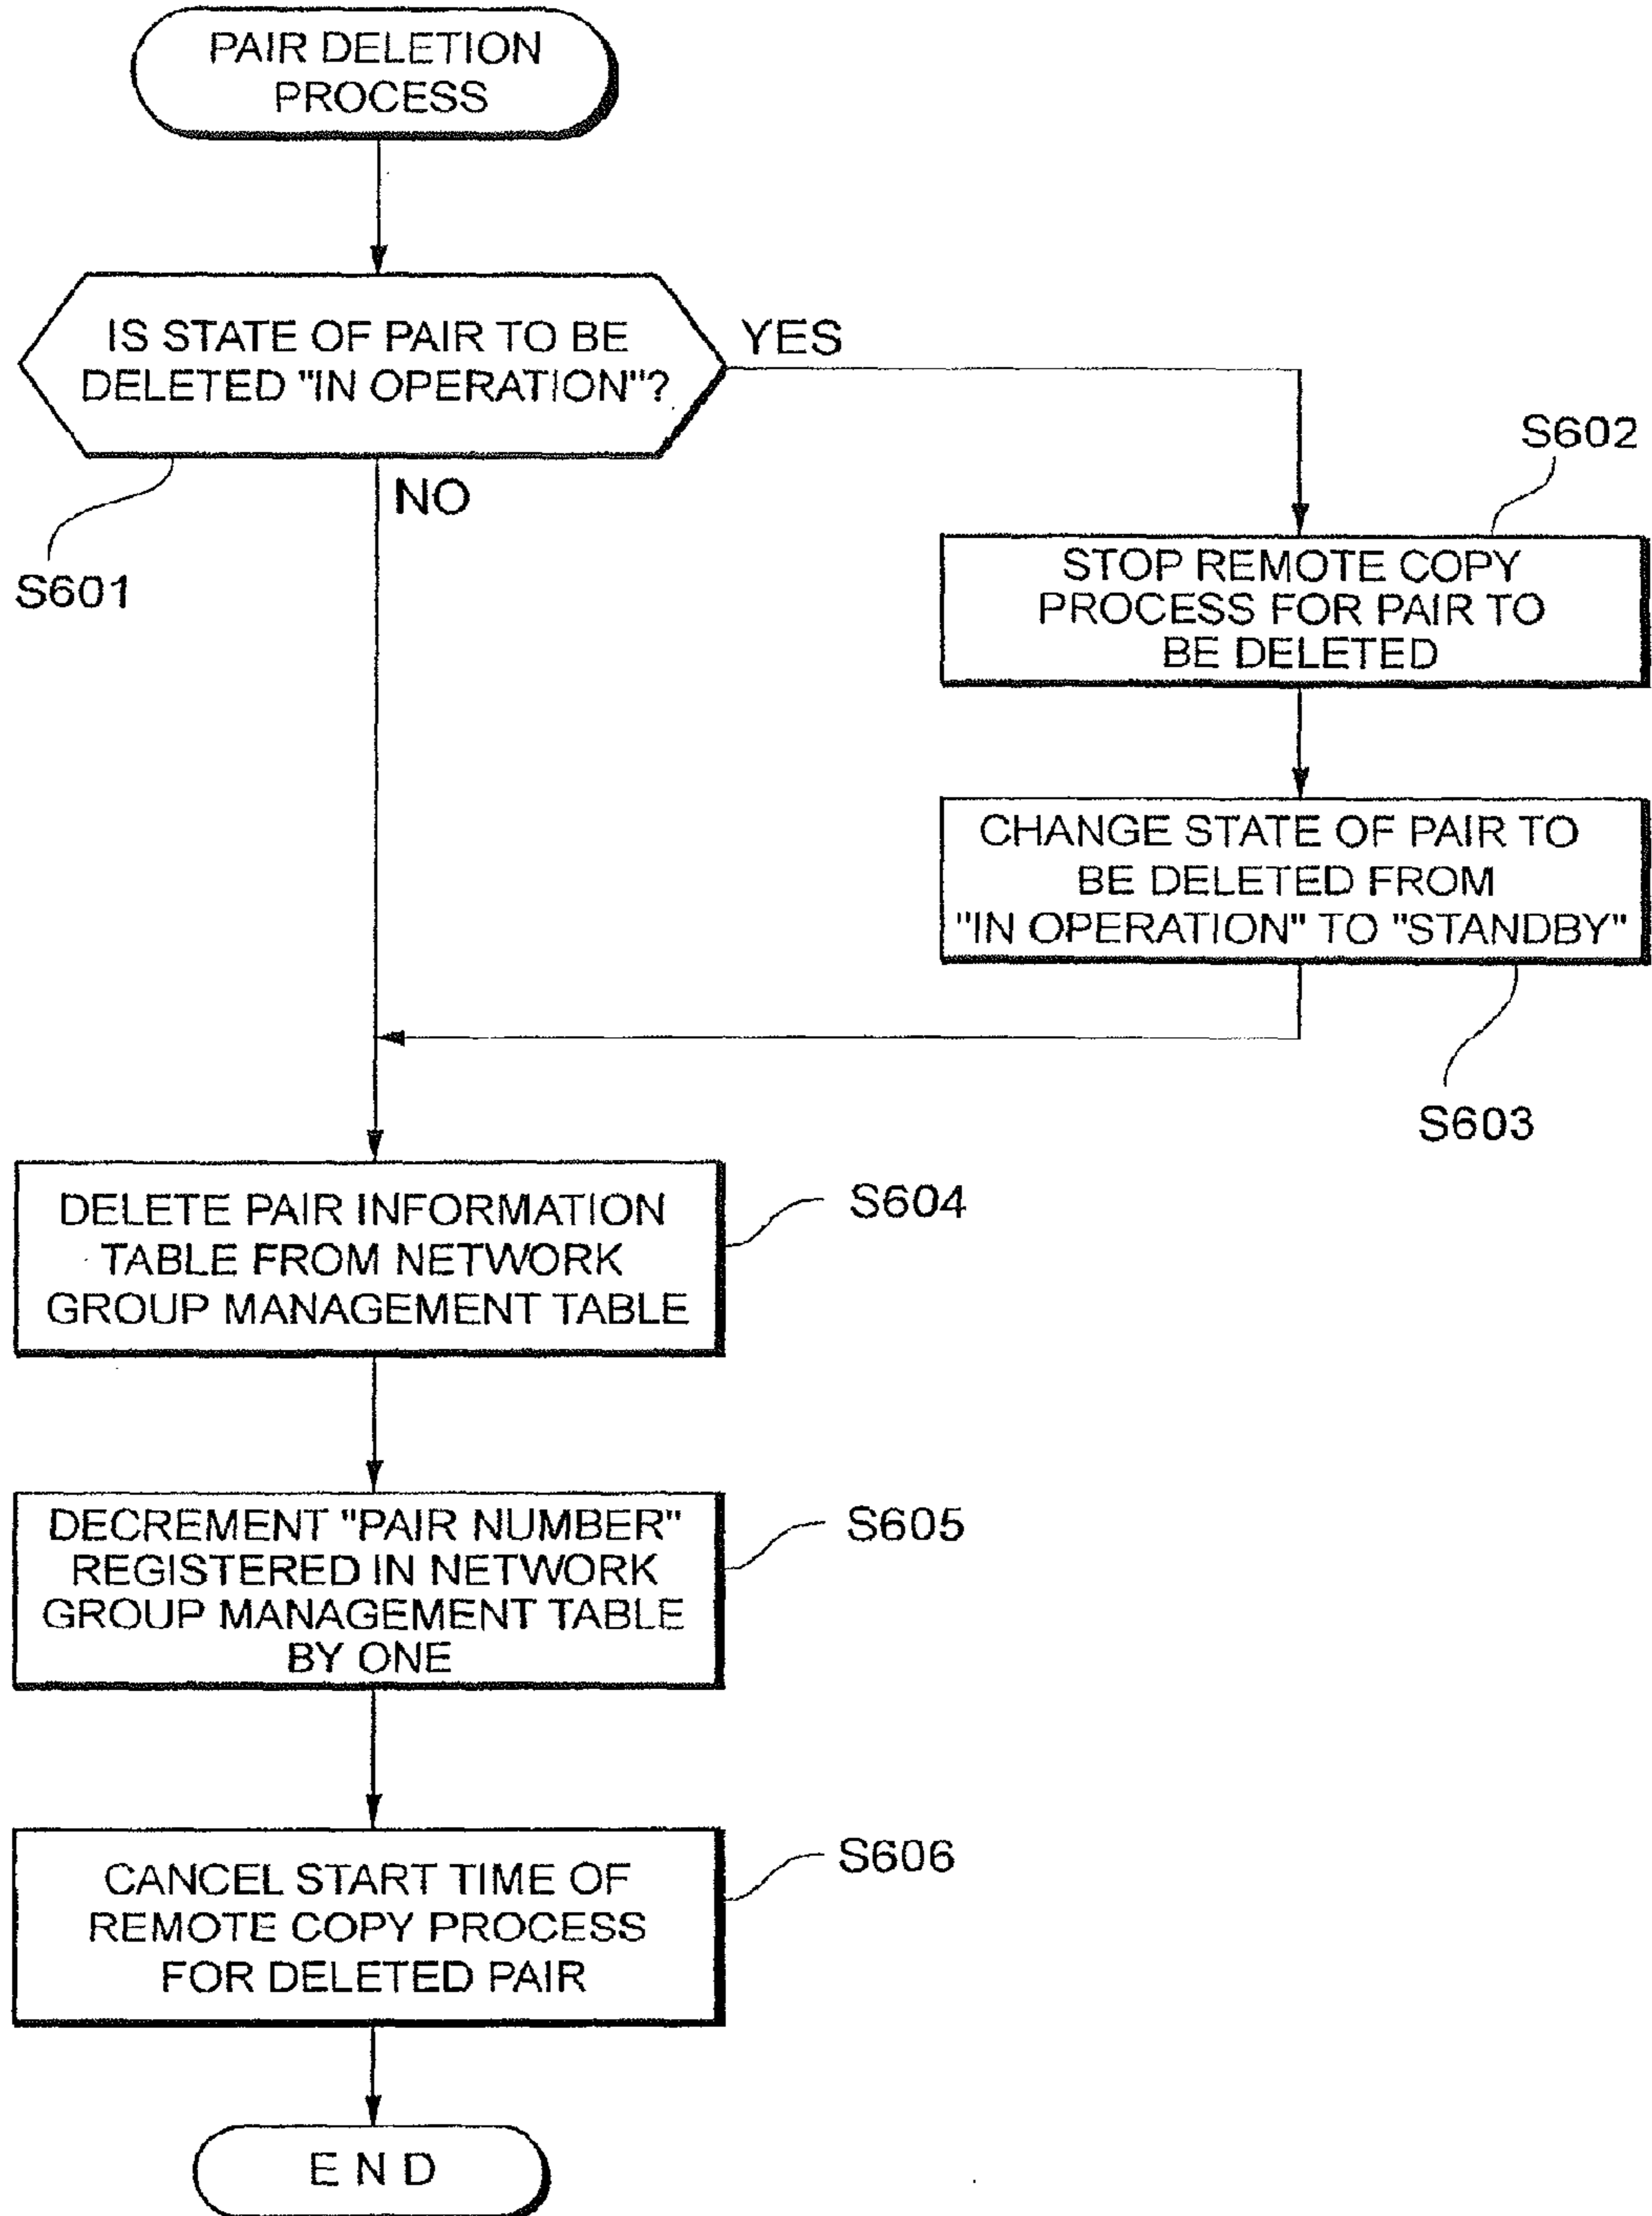 PAIR DELETION
PROCESS
IS STATE OF PAIR TO BE
DELETED "IN OPERATION"?
YES
NO
S601
S602
STOP REMOTE COPY
PROCESS FOR PAIR TO
BE DELETED
CHANGE STATE OF PAIR TO
BE DELETED FROM
"IN OPERATION" TO "STANDBY"
S603
DELETE PAIR INFORMATION
TABLE FROM NETWORK
GROUP MANAGEMENT TABLE
S604
DECREMENT "PAIR NUMBER"
REGISTERED IN NETWORK
GROUP MANAGEMENT TABLE
BY ONE
S605
CANCEL START TIME OF
REMOTE COPY PROCESS
FOR DELETED PAIR
S606
END